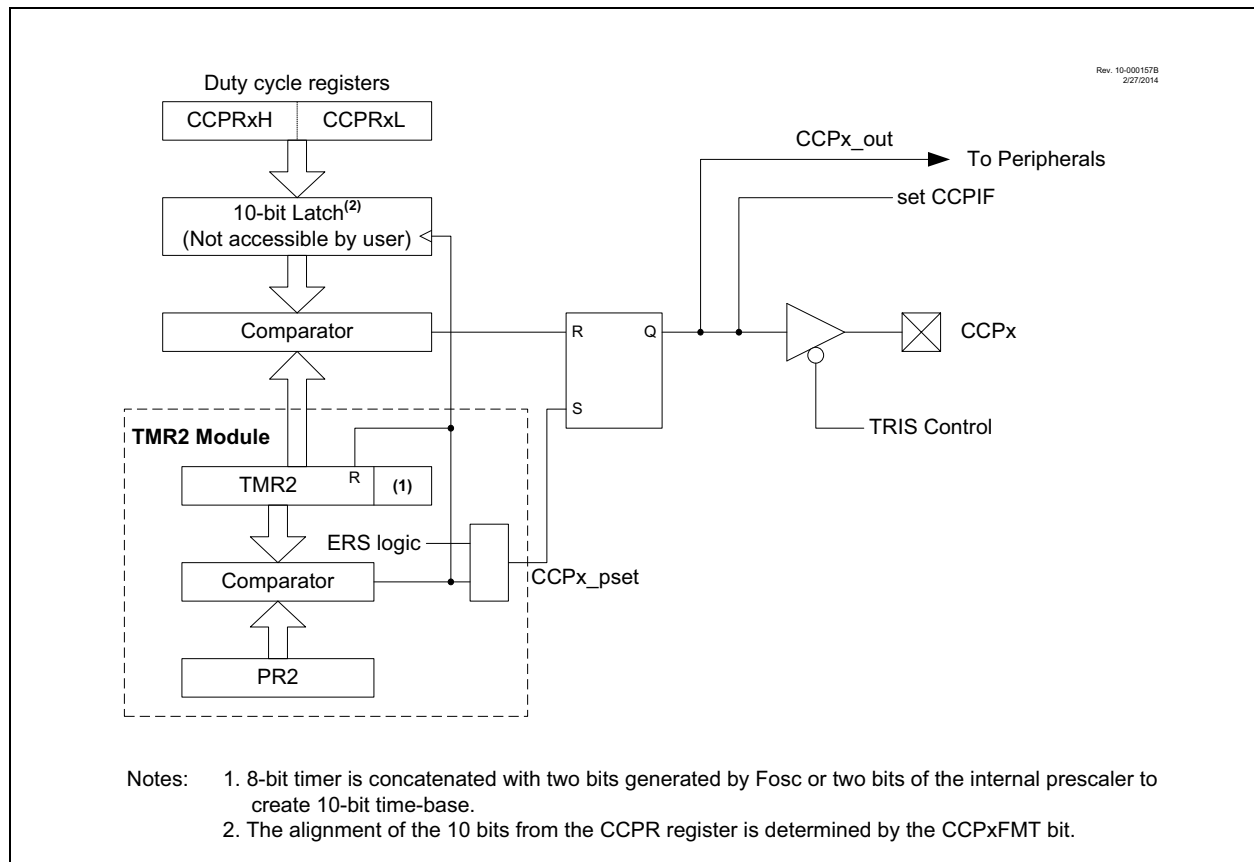 Rev. 10-000157B
2/27/2014
Duty cycle registers
CCPRxH CCPRxL
CCPx_out
To Peripherals
set CCPIF
10-bit Latch(2)
(Not accessible by user)
Comparator
R Q
CCPx
S
TRIS Control
TMR2 Module
R
TMR2 (1)
ERS logic
Comparator
CCPx_pset
PR2
Notes: 1. 8-bit timer is concatenated with two bits generated by Fosc or two bits of the internal prescaler to
create 10-bit time-base.
2. The alignment of the 10 bits from the CCPR register is determined by the CCPxFMT bit.